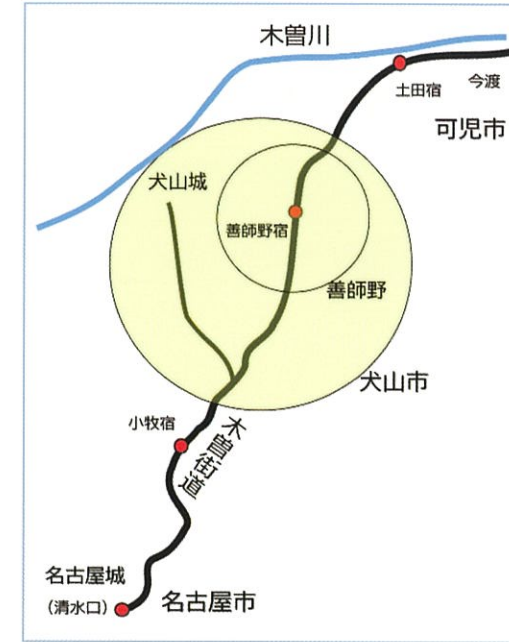 木曽川
土田宿
今渡
可児市
犬山城
善師野宿
善師野
犬山市
小牧宿
木曽街道
名古屋城
(清水口)
名古屋市